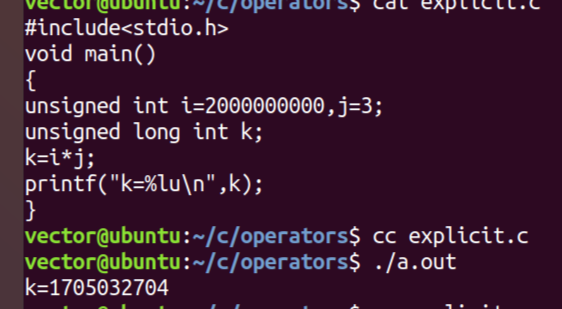 vector@ubuntu:~/c/operators$ cat explicit.c
#include<stdio.h>
void main()
{
unsigned int i=2000000000,j=3;
unsigned long int k;
k=i*j;
printf("k=%lu\n",k);
}
vector@ubuntu:~/c/operators$ cc explicit.c
vector@ubuntu:~/c/operators$ ./a.out
k=1705032704